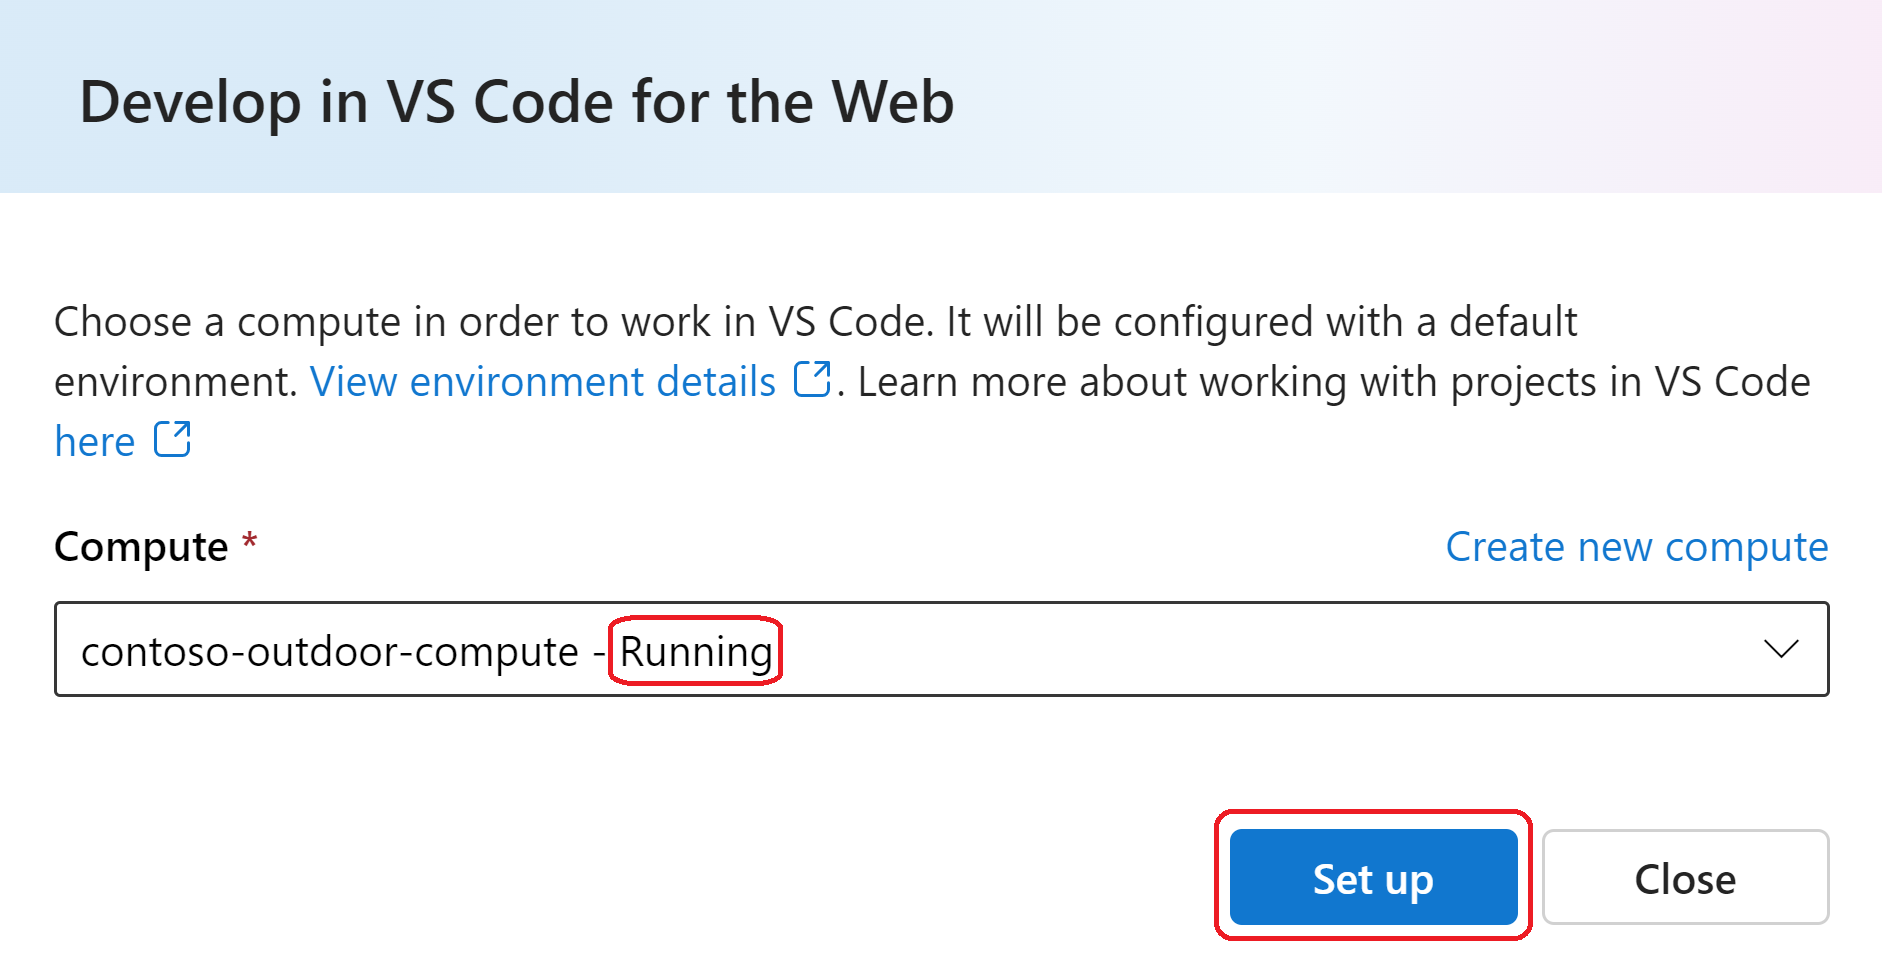 Develop in VS Code for the Web
Choose a compute in order to work in VS Code. It will be configured with a default
environment. View environment details . Learn more about working with projects in VS Code
here
Compute *
Create new compute
contoso-outdoor-compute - Running
Set up
Close